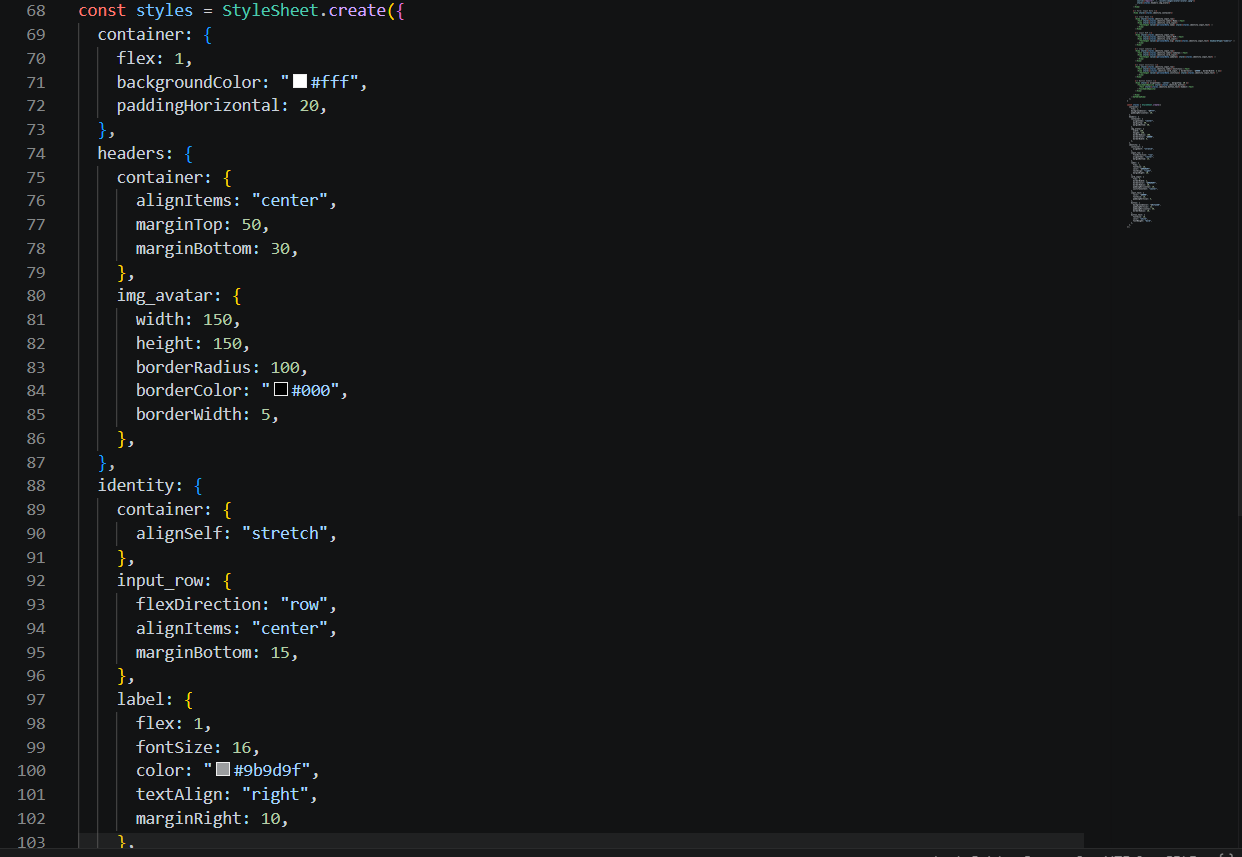 68 const styles = StyleSheet.create({
69 container: {
70 flex: 1,
71 backgroundColor: "#fff",
72 paddingHorizontal: 20,
73 },
74 headers: {
75 container: {
76 alignItems: "center",
77 marginTop: 50,
78 marginBottom: 30,
79 },
80 img_avatar: {
81 width: 150,
82 height: 150,
83 borderRadius: 100,
84 borderColor: "#000",
85 borderWidth: 5,
86 },
87 },
88 identity: {
89 container: {
90 alignSelf: "stretch",
91 },
92 input_row: {
93 flexDirection: "row",
94 alignItems: "center",
95 marginBottom: 15,
96 },
97 label: {
98 flex: 1,
99 fontSize: 16,
100 color: "#9b9d9f",
101 textAlign: "right",
102 marginRight: 10,
103 },